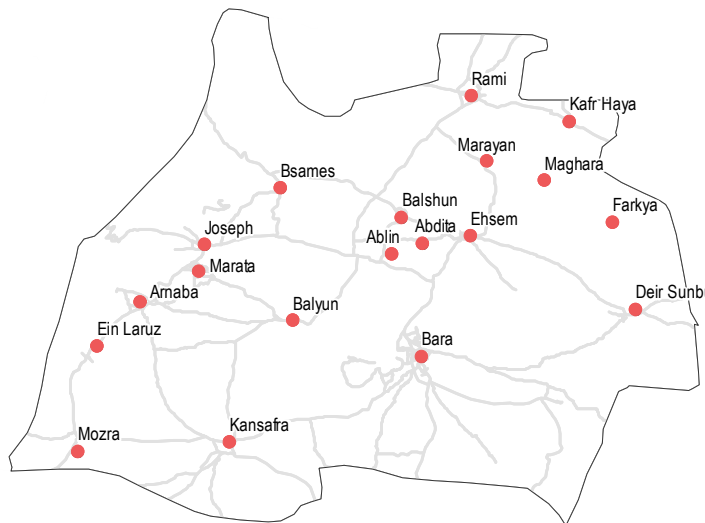 Rami
Kafr Haya
Marayan
Maghara
Bsames
Balshun
Farkya
Joseph
Ablin
Abdita
Ehsem
Marata
Arnaba
Balyun
Deir Sunb
Ein Laruz
Bara
Kansafra
Mozra